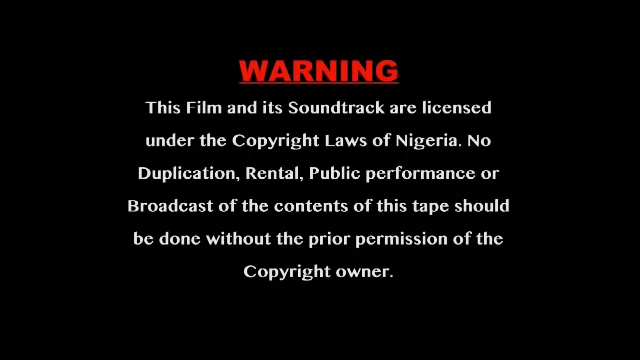 WARNING
This Film and its Soundtrack are licensed
under the Copyright Laws of Nigeria. No
Duplication, Rental, Public performance or
Broadcast of the contents of this tape should
be done without the prior permission of the
Copyright owner.